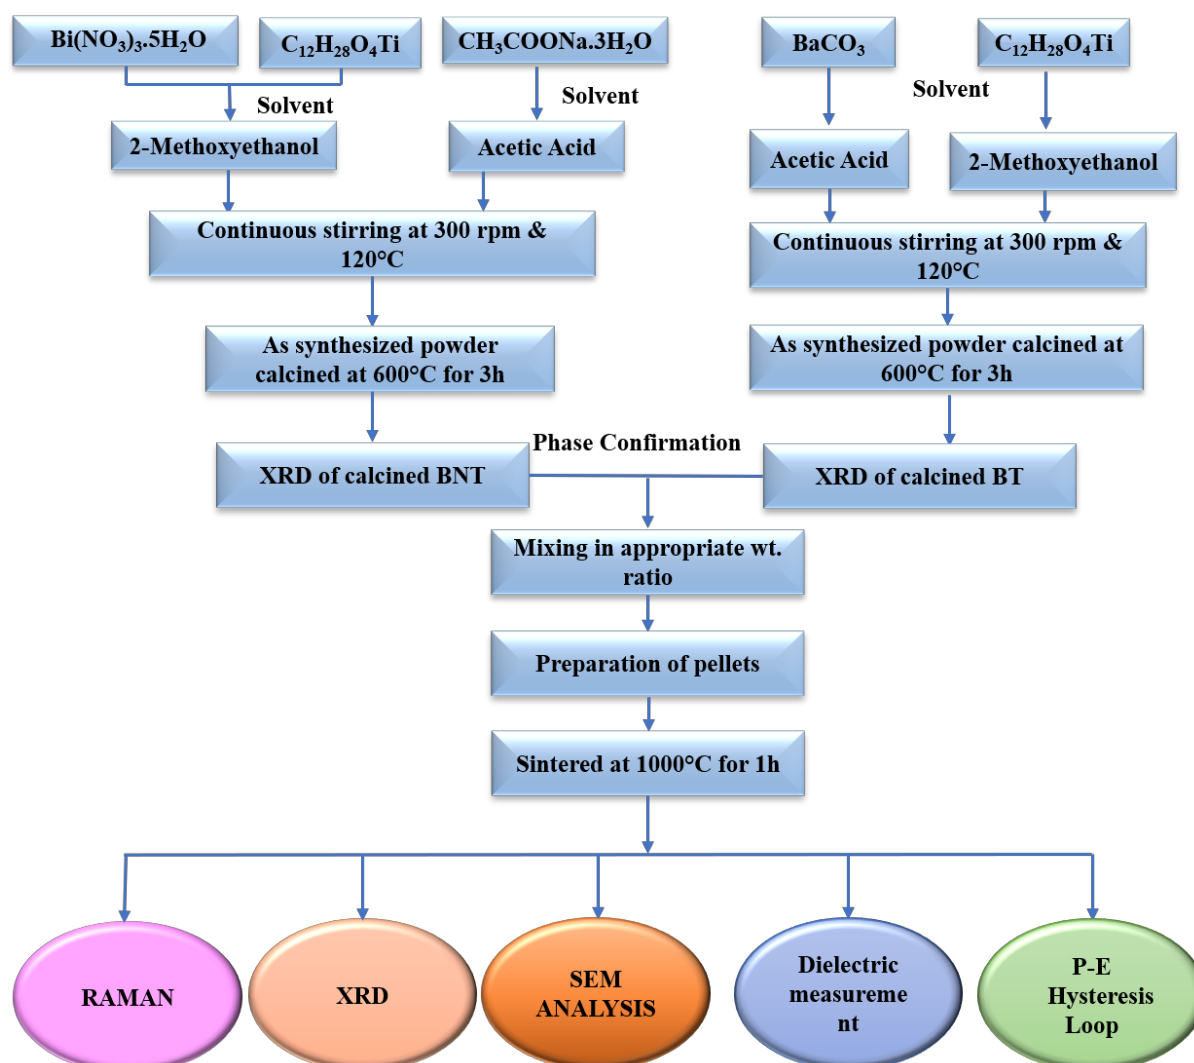 Bi(NO₃)₃.5H₂O
C₁₂H₂₈O₄Ti
CH₃COONa.3H₂O
BaCO₃
C₁₂H₂₈O₄Ti
Solvent
Solvent
Solvent
2-Methoxyethanol
Acetic Acid
Acetic Acid
2-Methoxyethanol
Continuous stirring at 300 rpm &
120°C
Continuous stirring at 300 rpm &
120°C
As synthesized powder
calcined at 600°C for 3h
As synthesized powder calcined at
600°C for 3h
Phase Confirmation
XRD of calcined BNT
XRD of calcined BT
Mixing in appropriate wt.
ratio
Preparation of pellets
Sintered at 1000°C for 1h
RAMAN
XRD
SEM
ANALYSIS
Dielectric
measureme
nt
P-E
Hysteresis
Loop